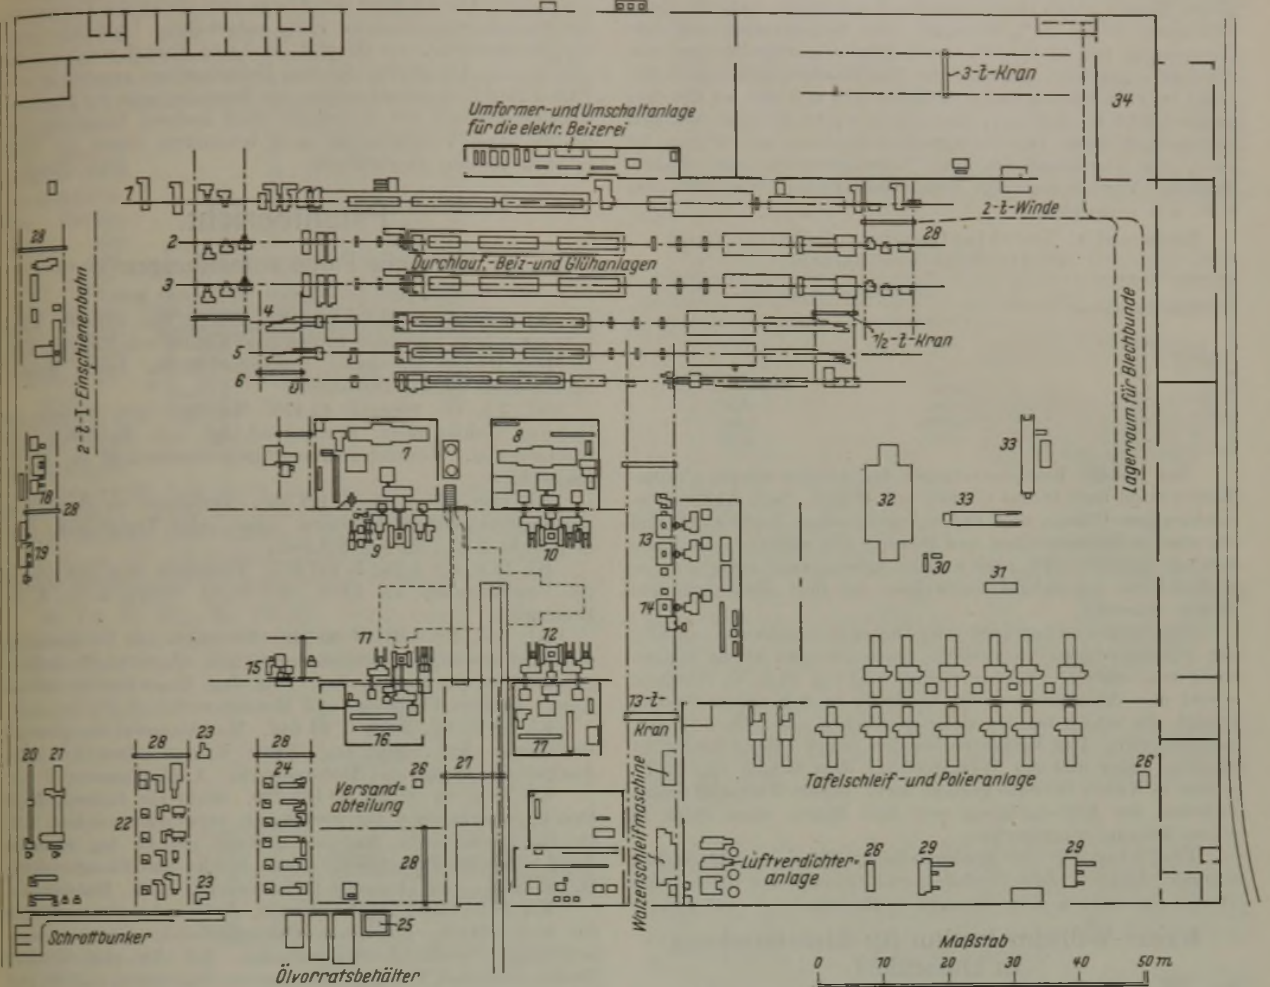 3-t-Kran
34
Umformer-und Umschaltanlage
für die elektr. Beizerei
1
2-t-Winde
28
2
28
Durchlauf.-Beiz-und Glühanlagen
3
2-t-I-Einschienenbahn
4
1/2-t-Kran
5
6
Lagerraum für Blechbunde
7
8
33
18
28
32
33
9
10
13
19
30
31
14
11
12
15
13-t-
Kran
16
17
20
21
28
23
28
24
Versand=
abteilung
26
27
Walzenschleifmaschine
Tafelschleif-und Polieranlage
26
22
28
Luftverdichter=
anlage
26
29
29
23
25
Schrottbunker
Ölvorratsbehälter
Maßstab
0 10 20 30 40 50 m